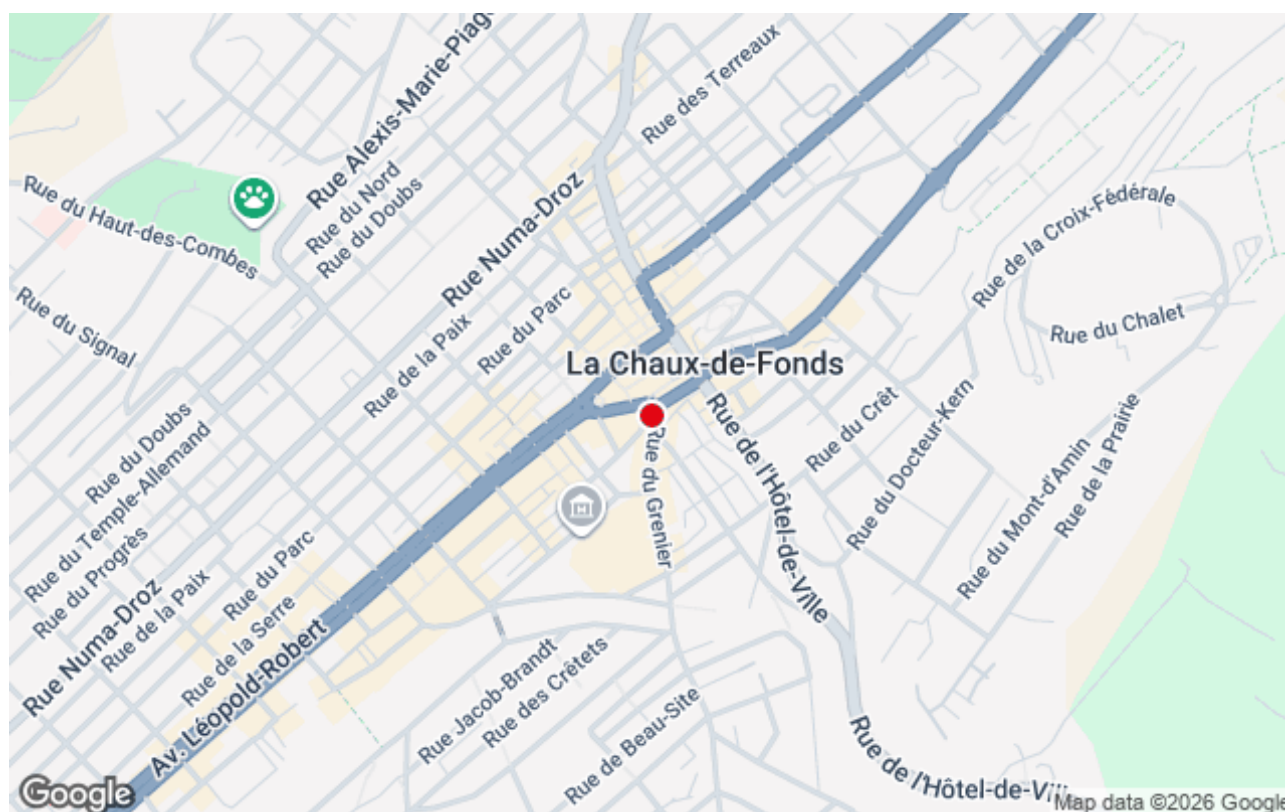 Rue Alexis-Marie-Piag
Rue des Terreaux
Rue du Nord
Rue du Doubs
Rue Numa-Droz
Rue du Haut-des-Combes
Rue du Signal
Rue de la Croix-Fédérale
Rue du Chalet
Rue du Parc
Rue de la Paix
La Chaux-de-Fonds
Rue du Crêt
Rue du Docteur-Kern
Rue du Mont-d'Amin
Rue de la Prairie
Rue de l'Hôtel-de-Ville
Rue du Grenier
M
Rue du Doubs
Rue du Temple-Allemand
Rue du Progrès
Rue de la Paix
Rue Numa-Droz
Rue du Parc
Rue de la Serre
Av. Léopold-Robert
Rue Jacob-Brandt
Rue des Crêtets
Rue de Beau-Site
Rue de l'Hôtel-de-Vil
Google
Map data ©2026 Google